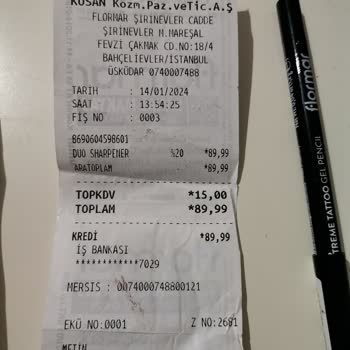 KOSAN Kozm.Paz.veTic.A.Ş
FLORMAR ŞİRİNEVLER CADDE
ŞİRİNEVLER M.MAREŞAL
FEVZİ ÇAKMAK CD.NO:18/4
BAHÇELİEVLER/İSTANBUL
ÜSKÜDAR 0740007488
TARİH : 14/01/2024
SAAT : 13:54:25
FİŞ NO : 0003
8690604598601
DUO SHARPENER %20 *89,99
ARATOPLAM *89,99
TOPKDV *15,00
TOPLAM *89,99
KREDİ *89,99
İŞ BANKASI
************7029
MERSIS : 0074000748800121
EKÜ NO:0001 Z NO:2681
METİN
flormar
XTREME TATTOO GEL PENCIL